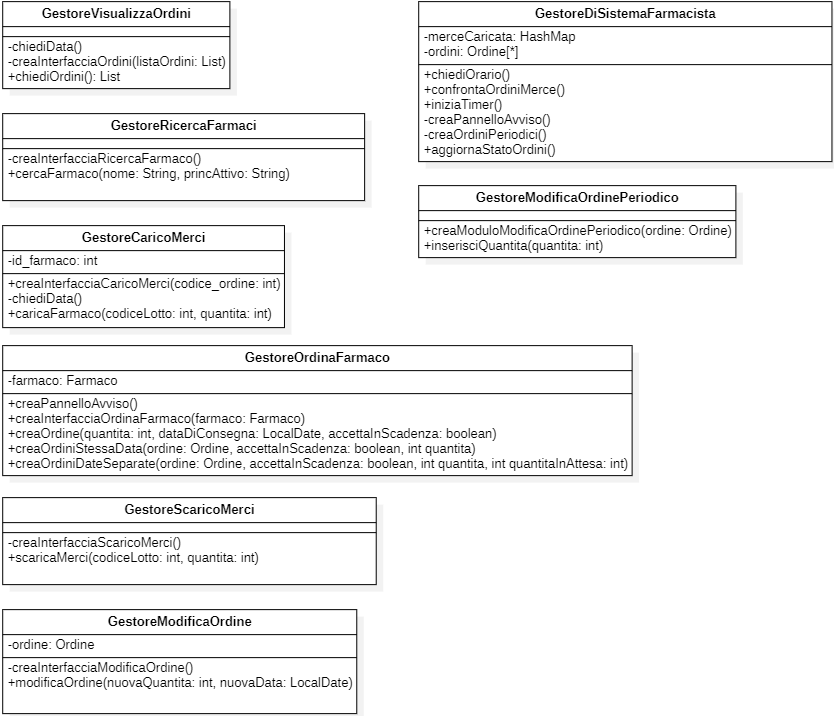 GestoreVisualizzaOrdini
-chiediData()
-creaInterfacciaOrdini(listaOrdini: List)
+chiediOrdini(): List
GestoreRicercaFarmaci
-creaInterfacciaRicercaFarmaco()
+cercaFarmaco(nome: String, princAttivo: String)
GestoreCaricoMerci
-id_farmaco: int
+creaInterfacciaCaricoMerci(codice_ordine: int)
-chiediData()
+caricaFarmaco(codiceLotto: int, quantita: int)
GestoreDiSistemaFarmacista
-merceCaricata: HashMap
-ordini: Ordine[*]
+chiediOrario()
+confrontaOrdiniMerce()
+iniziaTimer()
-creaPannelloAvviso()
-creaOrdiniPeriodici()
+aggiornaStatoOrdini()
GestoreModificaOrdinePeriodico
+creaModuloModificaOrdinePeriodico(ordine: Ordine)
+inserisciQuantita(quantita: int)
GestoreOrdinaFarmaco
-farmaco: Farmaco
+creaPannelloAvviso()
+creaInterfacciaOrdinaFarmaco(farmaco: Farmaco)
+creaOrdine(quantita: int, dataDiConsegna: LocalDate, accettaInScadenza: boolean)
+creaOrdiniStessaData(ordine: Ordine, accettaInScadenza: boolean, int quantita)
+creaOrdiniDateSeparate(ordine: Ordine, accettaInScadenza: boolean, int quantita, int quantitaInAttesa: int)
GestoreScaricoMerci
-creaInterfacciaScaricoMerci()
+scaricaMerci(codiceLotto: int, quantita: int)
GestoreModificaOrdine
-ordine: Ordine
-creaInterfacciaModificaOrdine()
+modificaOrdine(nuovaQuantita: int, nuovaData: LocalDate)